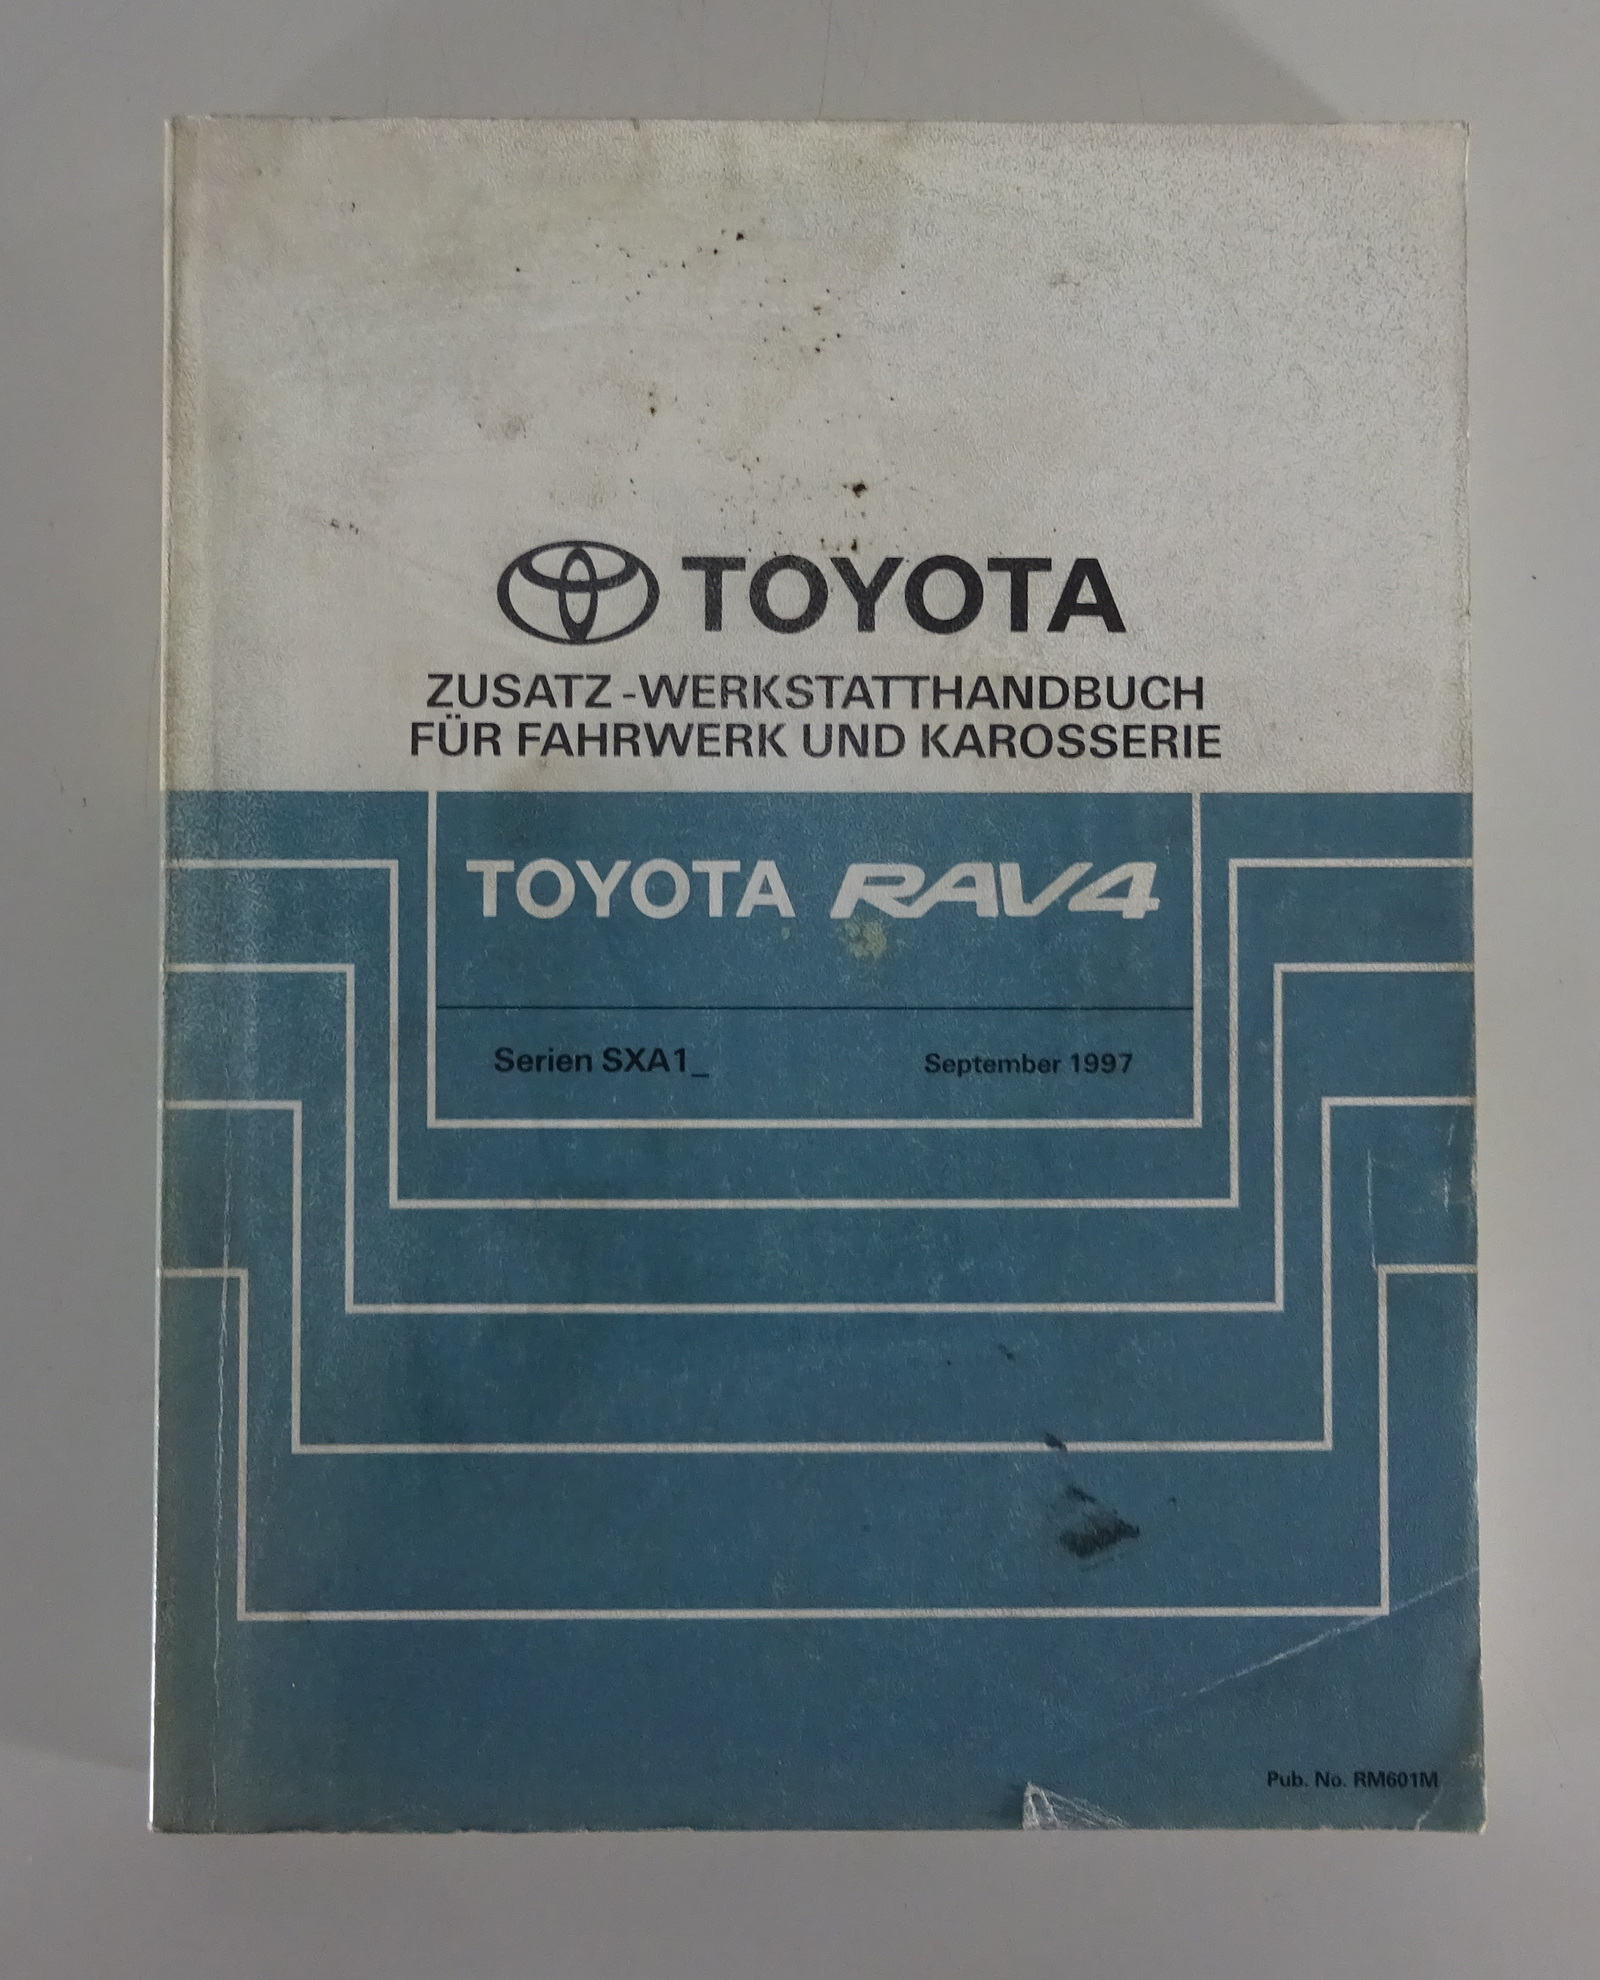 TOYOTA
ZUSATZ-WERKSTATTHANDBUCH
FÜR FAHRWERK UND KAROSSERIE
TOYOTA RAV4
Serien SXA1_ September 1997
Pub. No. RM601M